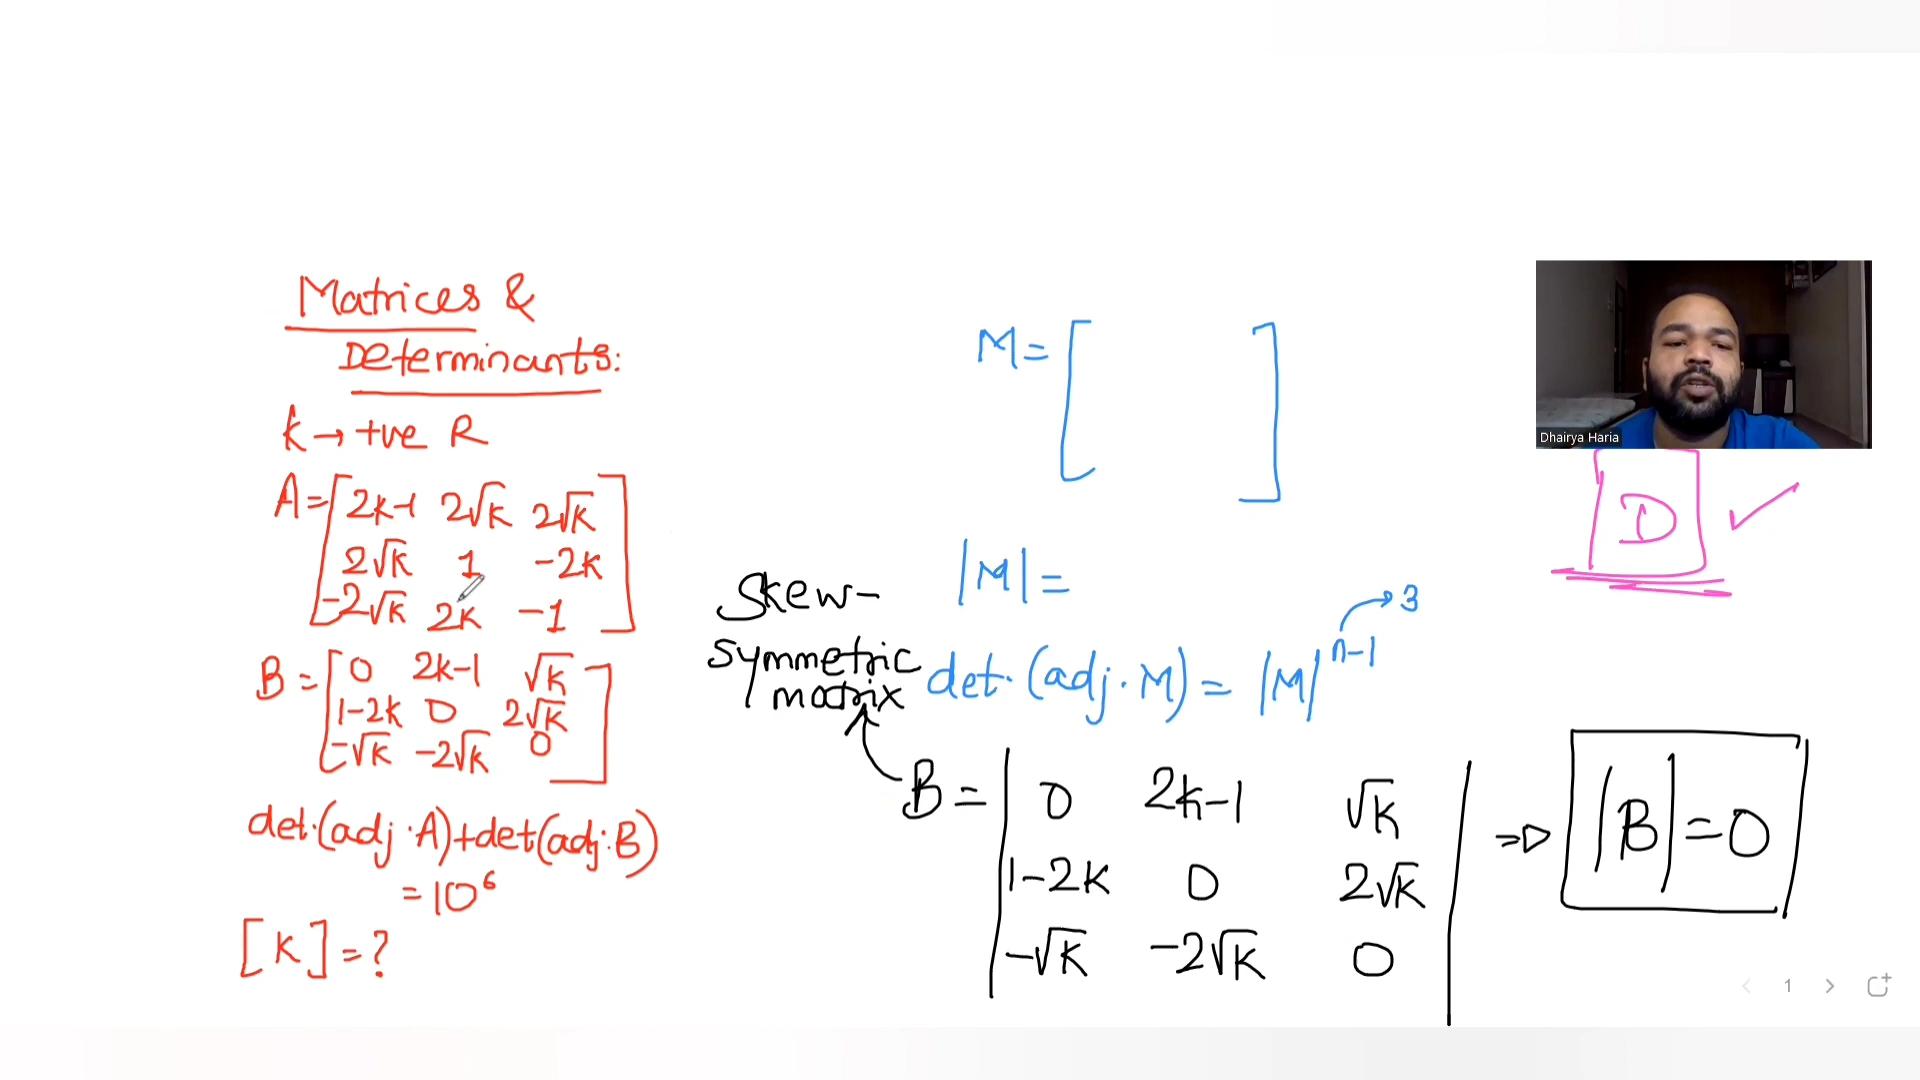 Matrices &
Determinants:
k → +ve R
A = [ 2k-1 2√k 2√k
2√k 1 -2k
-2√k 2k -1 ]
B = [ 0 2k-1 √k
1-2k 0 2√k
-√k -2√k 0 ]
det.(adj.A)+det(adj.B)
= 10⁶
[K] = ?
M = [ ]
|M| =
det.(adj.M) = |M|ⁿ⁻¹
→ 3
Skew-
symmetric
matrix
B = | 0 2k-1 √k |
1-2k 0 2√k
-√k -2√k 0
⇒ |B| = 0
Dhairya Haria
D ✓
1